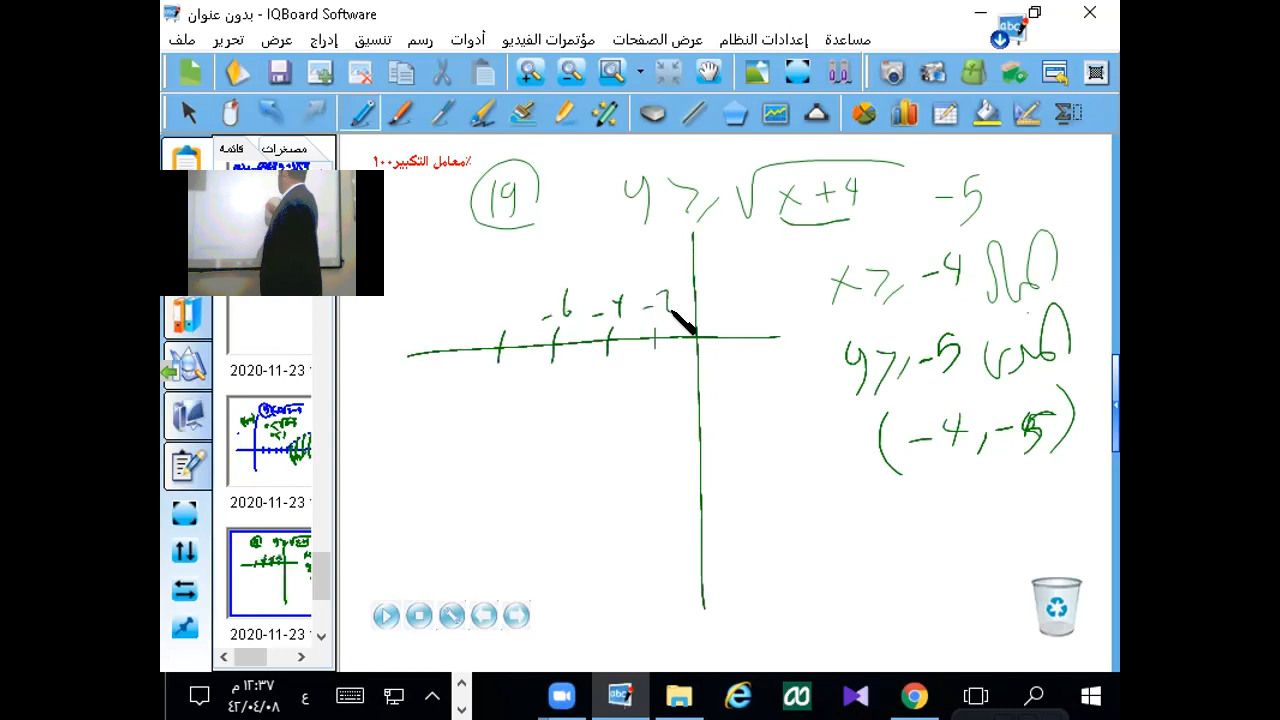 بدون عنوان - IQBoard Software
ملف تحرير عرض إدراج تنسيق رسم أدوات مؤتمرات الفيديو عرض الصفحات إعدادات النظام مساعدة
مصغرات قائمة
معامل التكبير١٠٠٪
19 y ≥ √x+4 -5
x ≥ -4 المجال
y ≥ -5 المدى
(-4, -5)
-6 -4 -2
2020-11-23
2020-11-23
2020-11-23
١٢:٣٧ م
٤٢/٠٤/٠٨
ع
abc